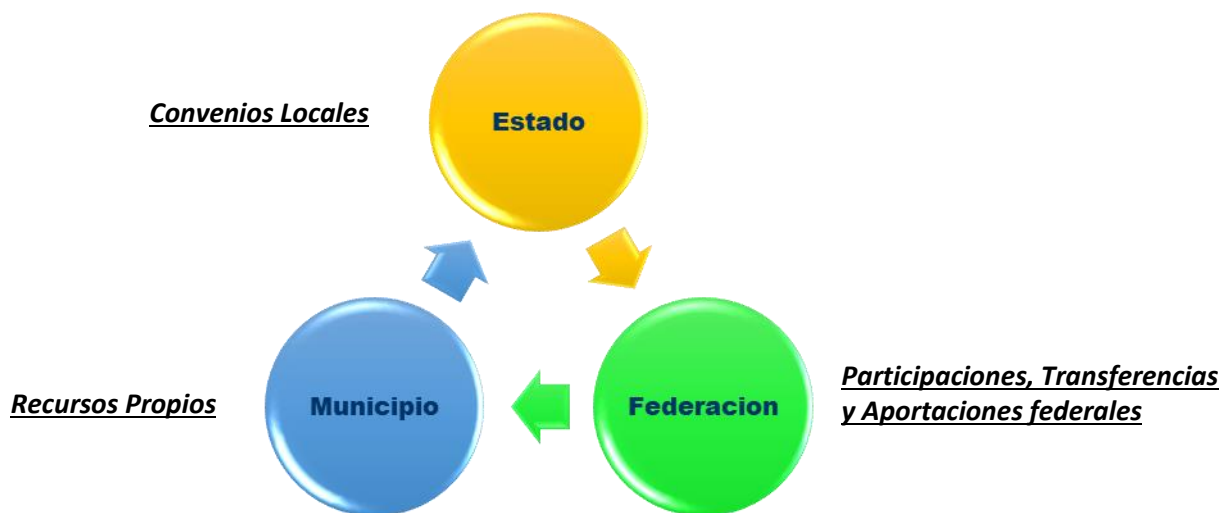 Convenios Locales
Estado
Recursos Propios
Municipio
Federacion
Participaciones, Transferencias
y Aportaciones federales